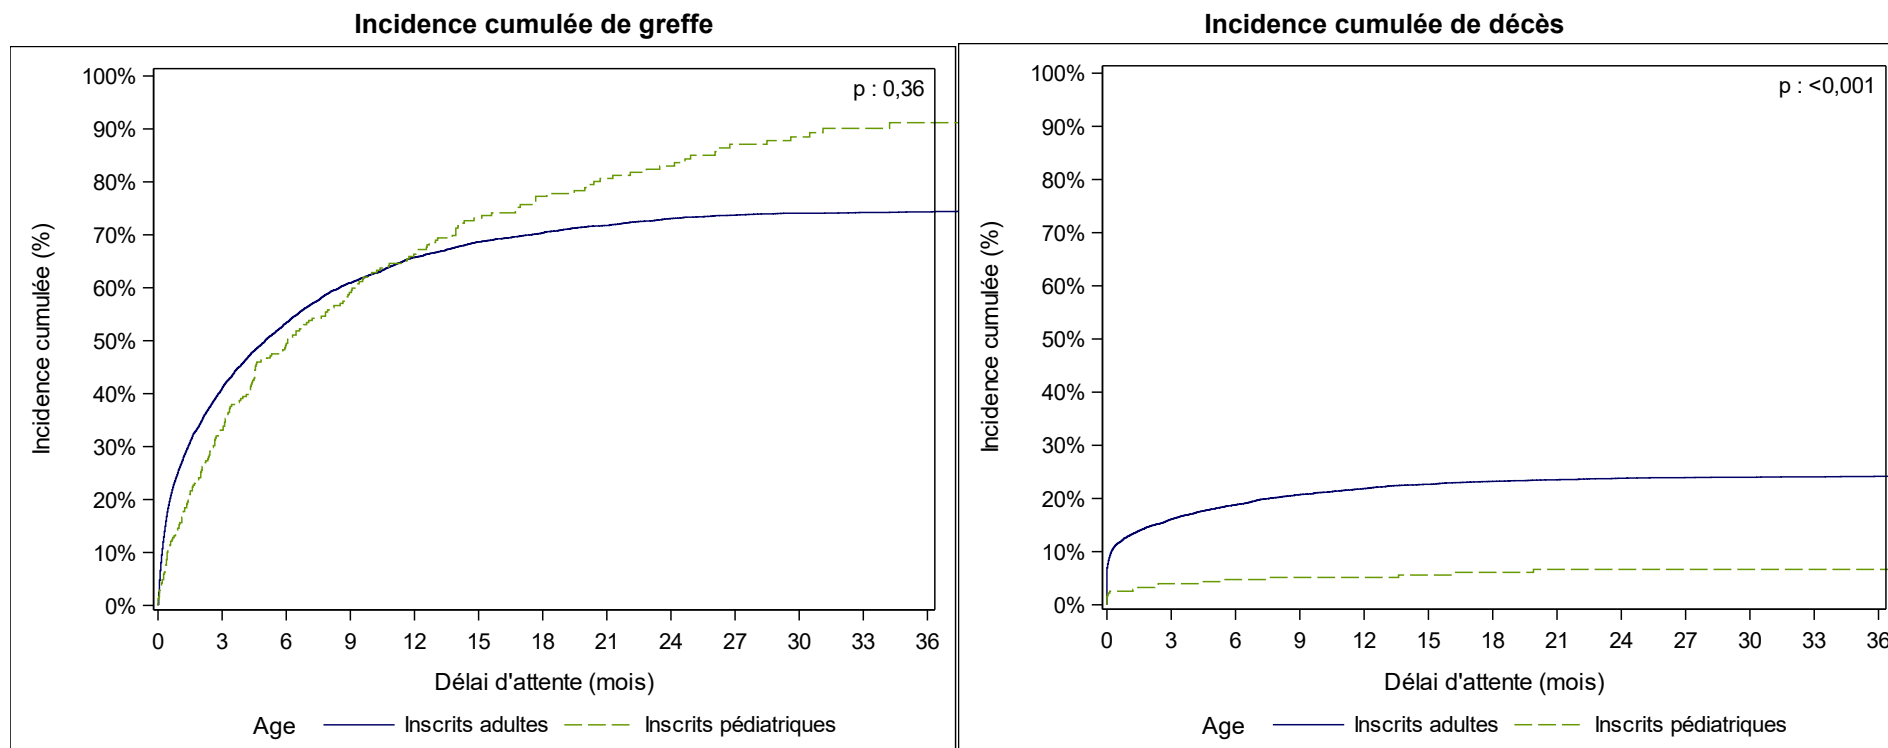 Incidence cumulée de greffe
p : 0,36
Incidence cumulée (%)
100%
90%
80%
70%
60%
50%
40%
30%
20%
10%
0%
0 3 6 9 12 15 18 21 24 27 30 33 36
Délai d'attente (mois)
Age Inscrits adultes Inscrits pédiatriques
Incidence cumulée de décès
p : <0,001
Incidence cumulée (%)
100%
90%
80%
70%
60%
50%
40%
30%
20%
10%
0%
0 3 6 9 12 15 18 21 24 27 30 33 36
Délai d'attente (mois)
Age Inscrits adultes Inscrits pédiatriques